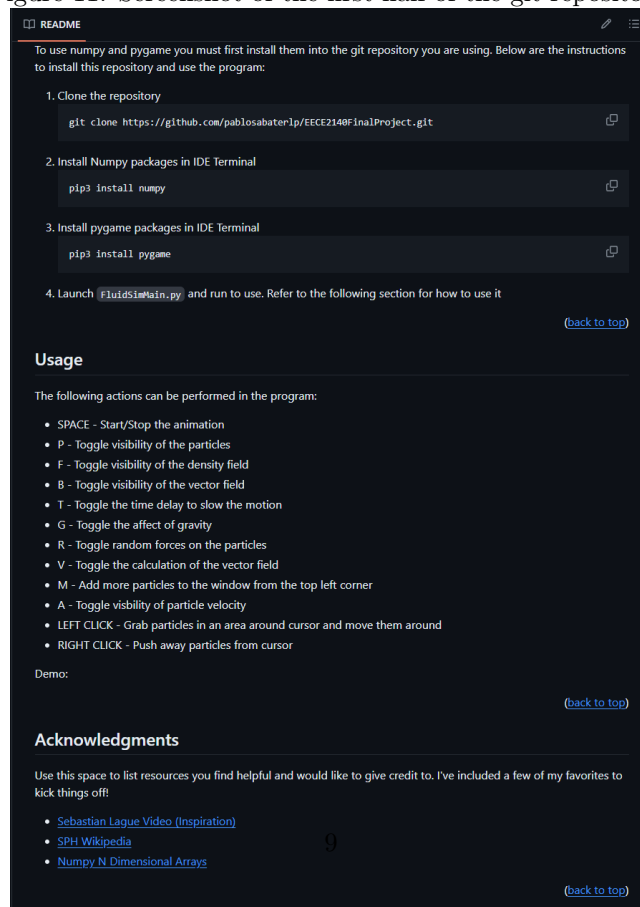 README
To use numpy and pygame you must first install them into the git repository you are using. Below are the instructions
to install this repository and use the program:
1. Clone the repository
git clone https://github.com/pablosabaterlp/EECE2140FinalProject.git
2. Install Numpy packages in IDE Terminal
pip3 install numpy
3. Install pygame packages in IDE Terminal
pip3 install pygame
4. Launch FluidSimMain.py and run to use. Refer to the following section for how to use it
(back to top)
Usage
The following actions can be performed in the program:
• SPACE - Start/Stop the animation
• P - Toggle visibility of the particles
• F - Toggle visibility of the density field
• B - Toggle visibility of the vector field
• T - Toggle the time delay to slow the motion
• G - Toggle the affect of gravity
• R - Toggle random forces on the particles
• V - Toggle the calculation of the vector field
• M - Add more particles to the window from the top left corner
• A - Toggle visbility of particle velocity
• LEFT CLICK - Grab particles in an area around cursor and move them around
• RIGHT CLICK - Push away particles from cursor
Demo:
(back to top)
Acknowledgments
Use this space to list resources you find helpful and would like to give credit to. I've included a few of my favorites to
kick things off!
• Sebastian Lague Video (Inspiration)
• SPH Wikipedia
9
• Numpy N Dimensional Arrays
(back to top)